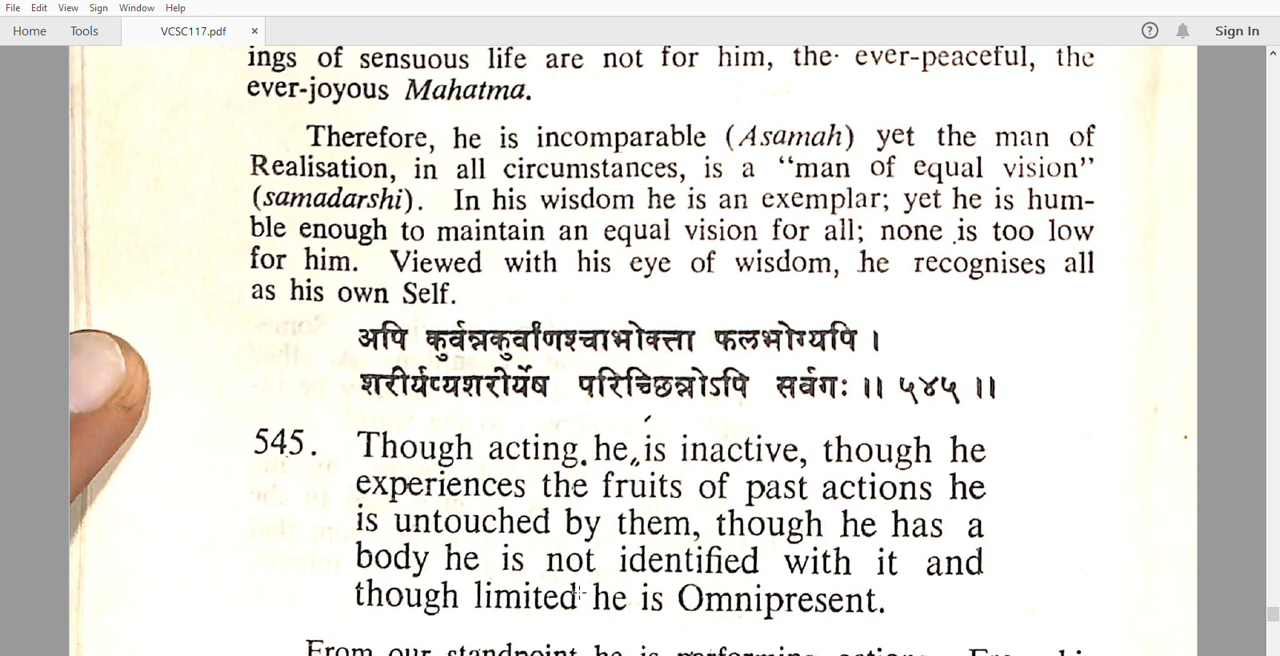 File Edit View Sign Window Help
Home Tools VCSC117.pdf × ? Sign In
ings of sensuous life are not for him, the ever-peaceful, the
ever-joyous Mahatma.
Therefore, he is incomparable (Asamah) yet the man of
Realisation, in all circumstances, is a “man of equal vision”
(samadarshi). In his wisdom he is an exemplar; yet he is hum-
ble enough to maintain an equal vision for all; none is too low
for him. Viewed with his eye of wisdom, he recognises all
as his own Self.
अपि कुर्वन्नकुर्वाणश्चाभोक्ता फलभोग्यपि ।
शरीर्यप्यशरीर्येष परिच्छिन्नोऽपि सर्वगः ॥ ५४५ ॥
545. Though acting he is inactive, though he
experiences the fruits of past actions he
is untouched by them, though he has a
body he is not identified with it and
though limited he is Omnipresent.
From our standpoint he is performing actions.